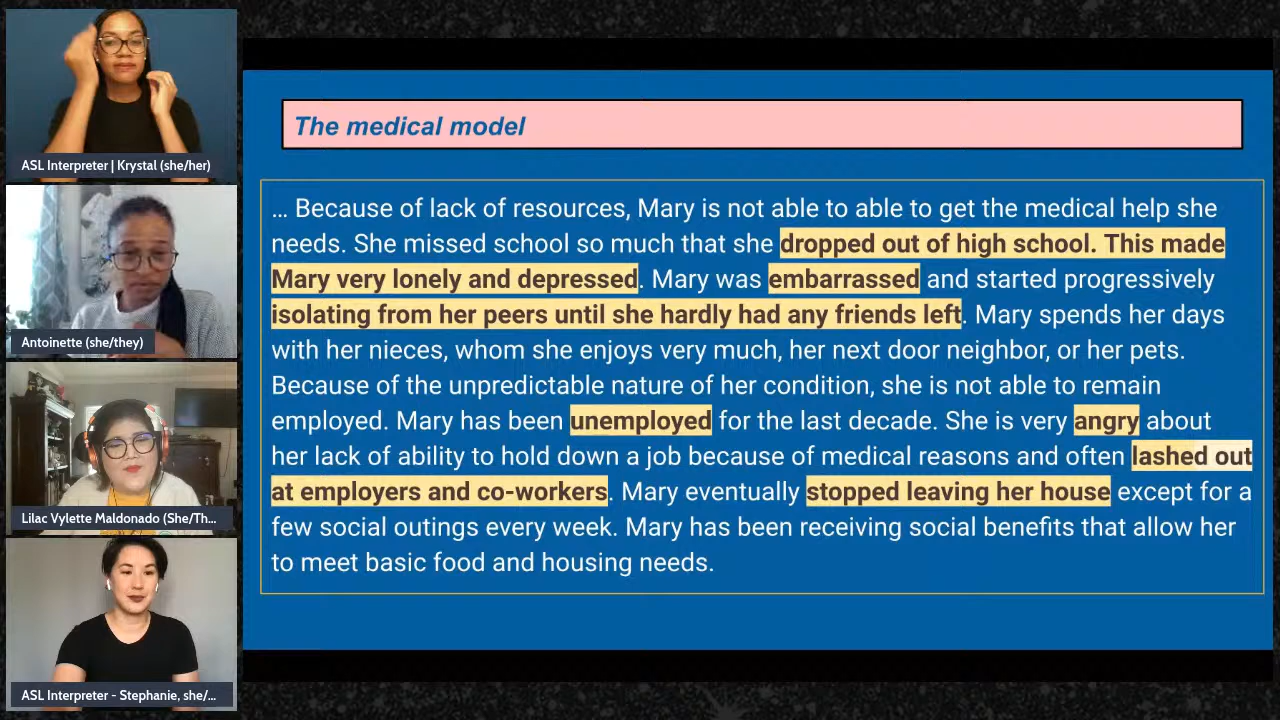 ASL Interpreter | Krystal (she/her)
Antoinette (she/they)
Lilac Vylette Maldonado (She/Th...
ASL Interpreter - Stephanie, she/...
The medical model
... Because of lack of resources, Mary is not able to able to get the medical help she
needs. She missed school so much that she dropped out of high school. This made
Mary very lonely and depressed. Mary was embarrassed and started progressively
isolating from her peers until she hardly had any friends left. Mary spends her days
with her nieces, whom she enjoys very much, her next door neighbor, or her pets.
Because of the unpredictable nature of her condition, she is not able to remain
employed. Mary has been unemployed for the last decade. She is very angry about
her lack of ability to hold down a job because of medical reasons and often lashed out
at employers and co-workers. Mary eventually stopped leaving her house except for a
few social outings every week. Mary has been receiving social benefits that allow her
to meet basic food and housing needs.